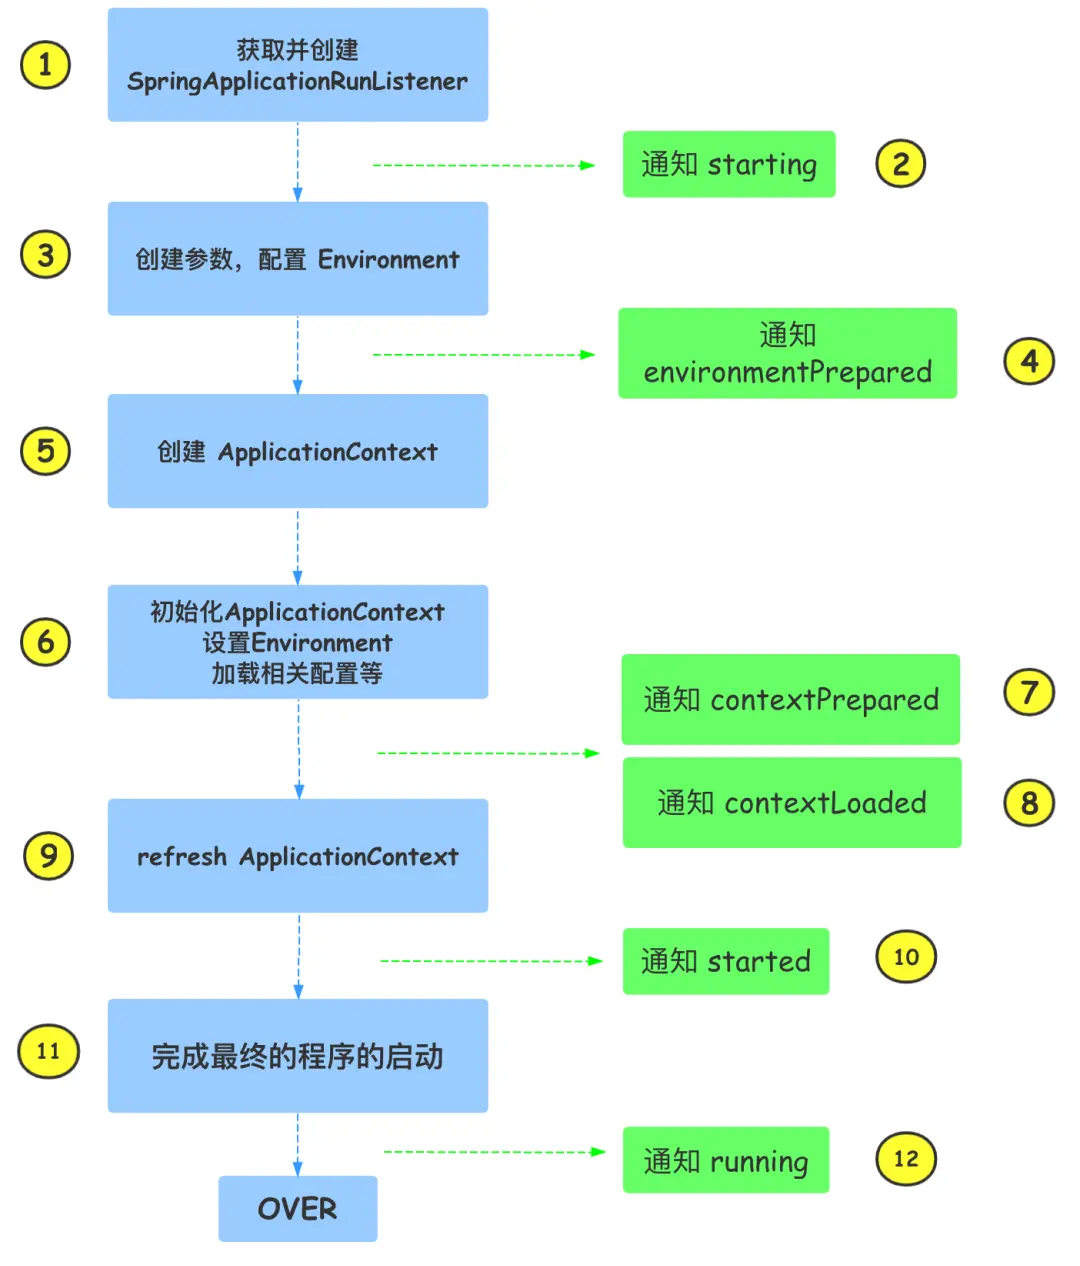 1
获取并创建
SpringApplicationRunListener
通知 starting
2
3
创建参数，配置 Environment
通知
environmentPrepared
4
5
创建 ApplicationContext
6
初始化ApplicationContext
设置Environment
加载相关配置等
通知 contextPrepared
7
通知 contextLoaded
8
9
refresh ApplicationContext
通知 started
10
11
完成最终的程序的启动
通知 running
12
OVER